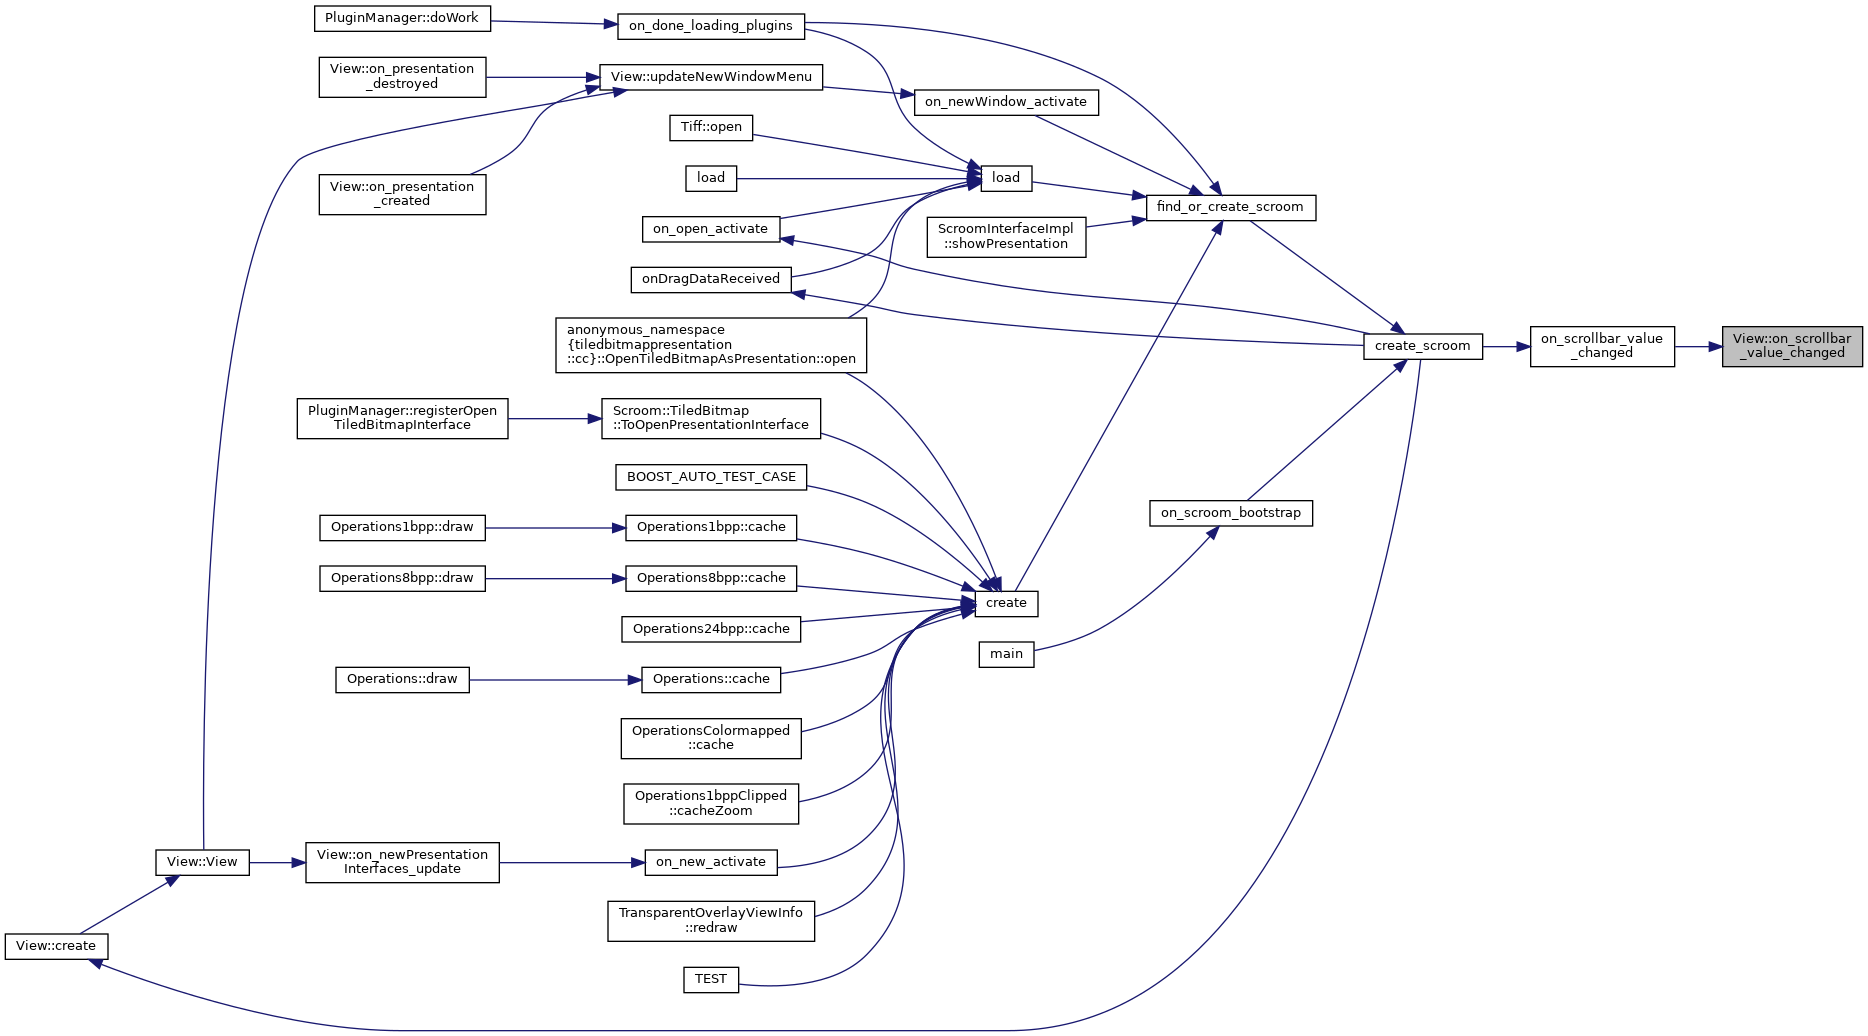 PluginManager::doWork
on_done_loading_plugins
View::on_presentation
_destroyed
View::updateNewWindowMenu
on_newWindow_activate
Tiff::open
load
load
View::on_presentation
_created
find_or_create_scroom
on_open_activate
ScroomInterfaceImpl
::showPresentation
onDragDataReceived
anonymous_namespace
{tiledbitmappresentation
::cc}::OpenTiledBitmapAsPresentation::open
create_scroom
on_scrollbar_value
_changed
View::on_scrollbar
_value_changed
PluginManager::registerOpen
TiledBitmapInterface
Scroom::TiledBitmap
::ToOpenPresentationInterface
BOOST_AUTO_TEST_CASE
on_scroom_bootstrap
Operations1bpp::draw
Operations1bpp::cache
Operations8bpp::draw
Operations8bpp::cache
create
Operations24bpp::cache
main
Operations::draw
Operations::cache
OperationsColormapped
::cache
Operations1bppClipped
::cacheZoom
View::View
View::on_newPresentation
Interfaces_update
on_new_activate
TransparentOverlayViewInfo
::redraw
View::create
TEST